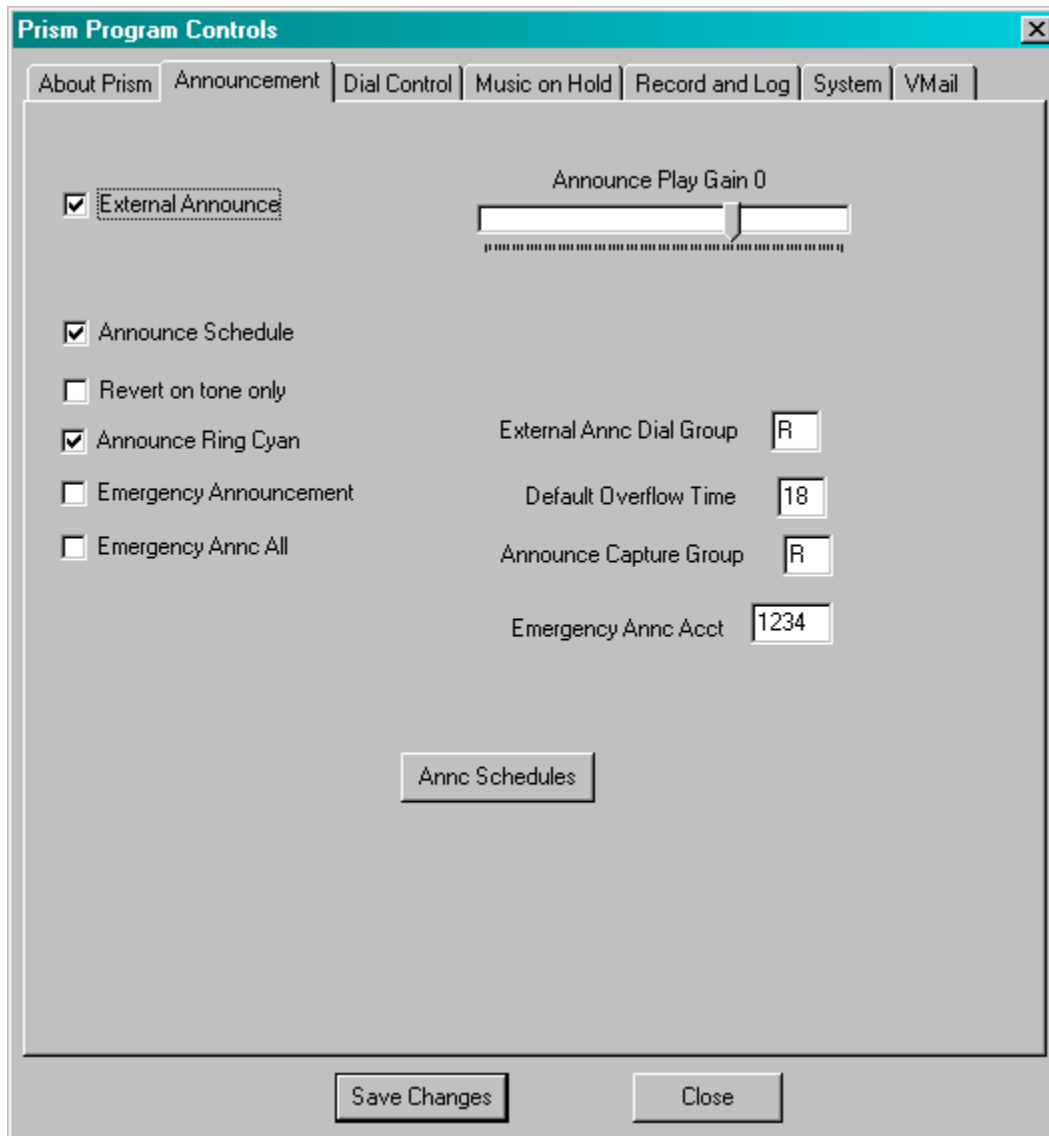 Prism Program Controls
About Prism Announcement Dial Control Music on Hold Record and Log System VMail
External Announce
Announce Play Gain 0
Announce Schedule
Revert on tone only
Announce Ring Cyan
Emergency Announcement
Emergency Annc All
External Annc Dial Group R
Default Overflow Time 18
Announce Capture Group R
Emergency Annc Acct 1234
Annc Schedules
Save Changes Close